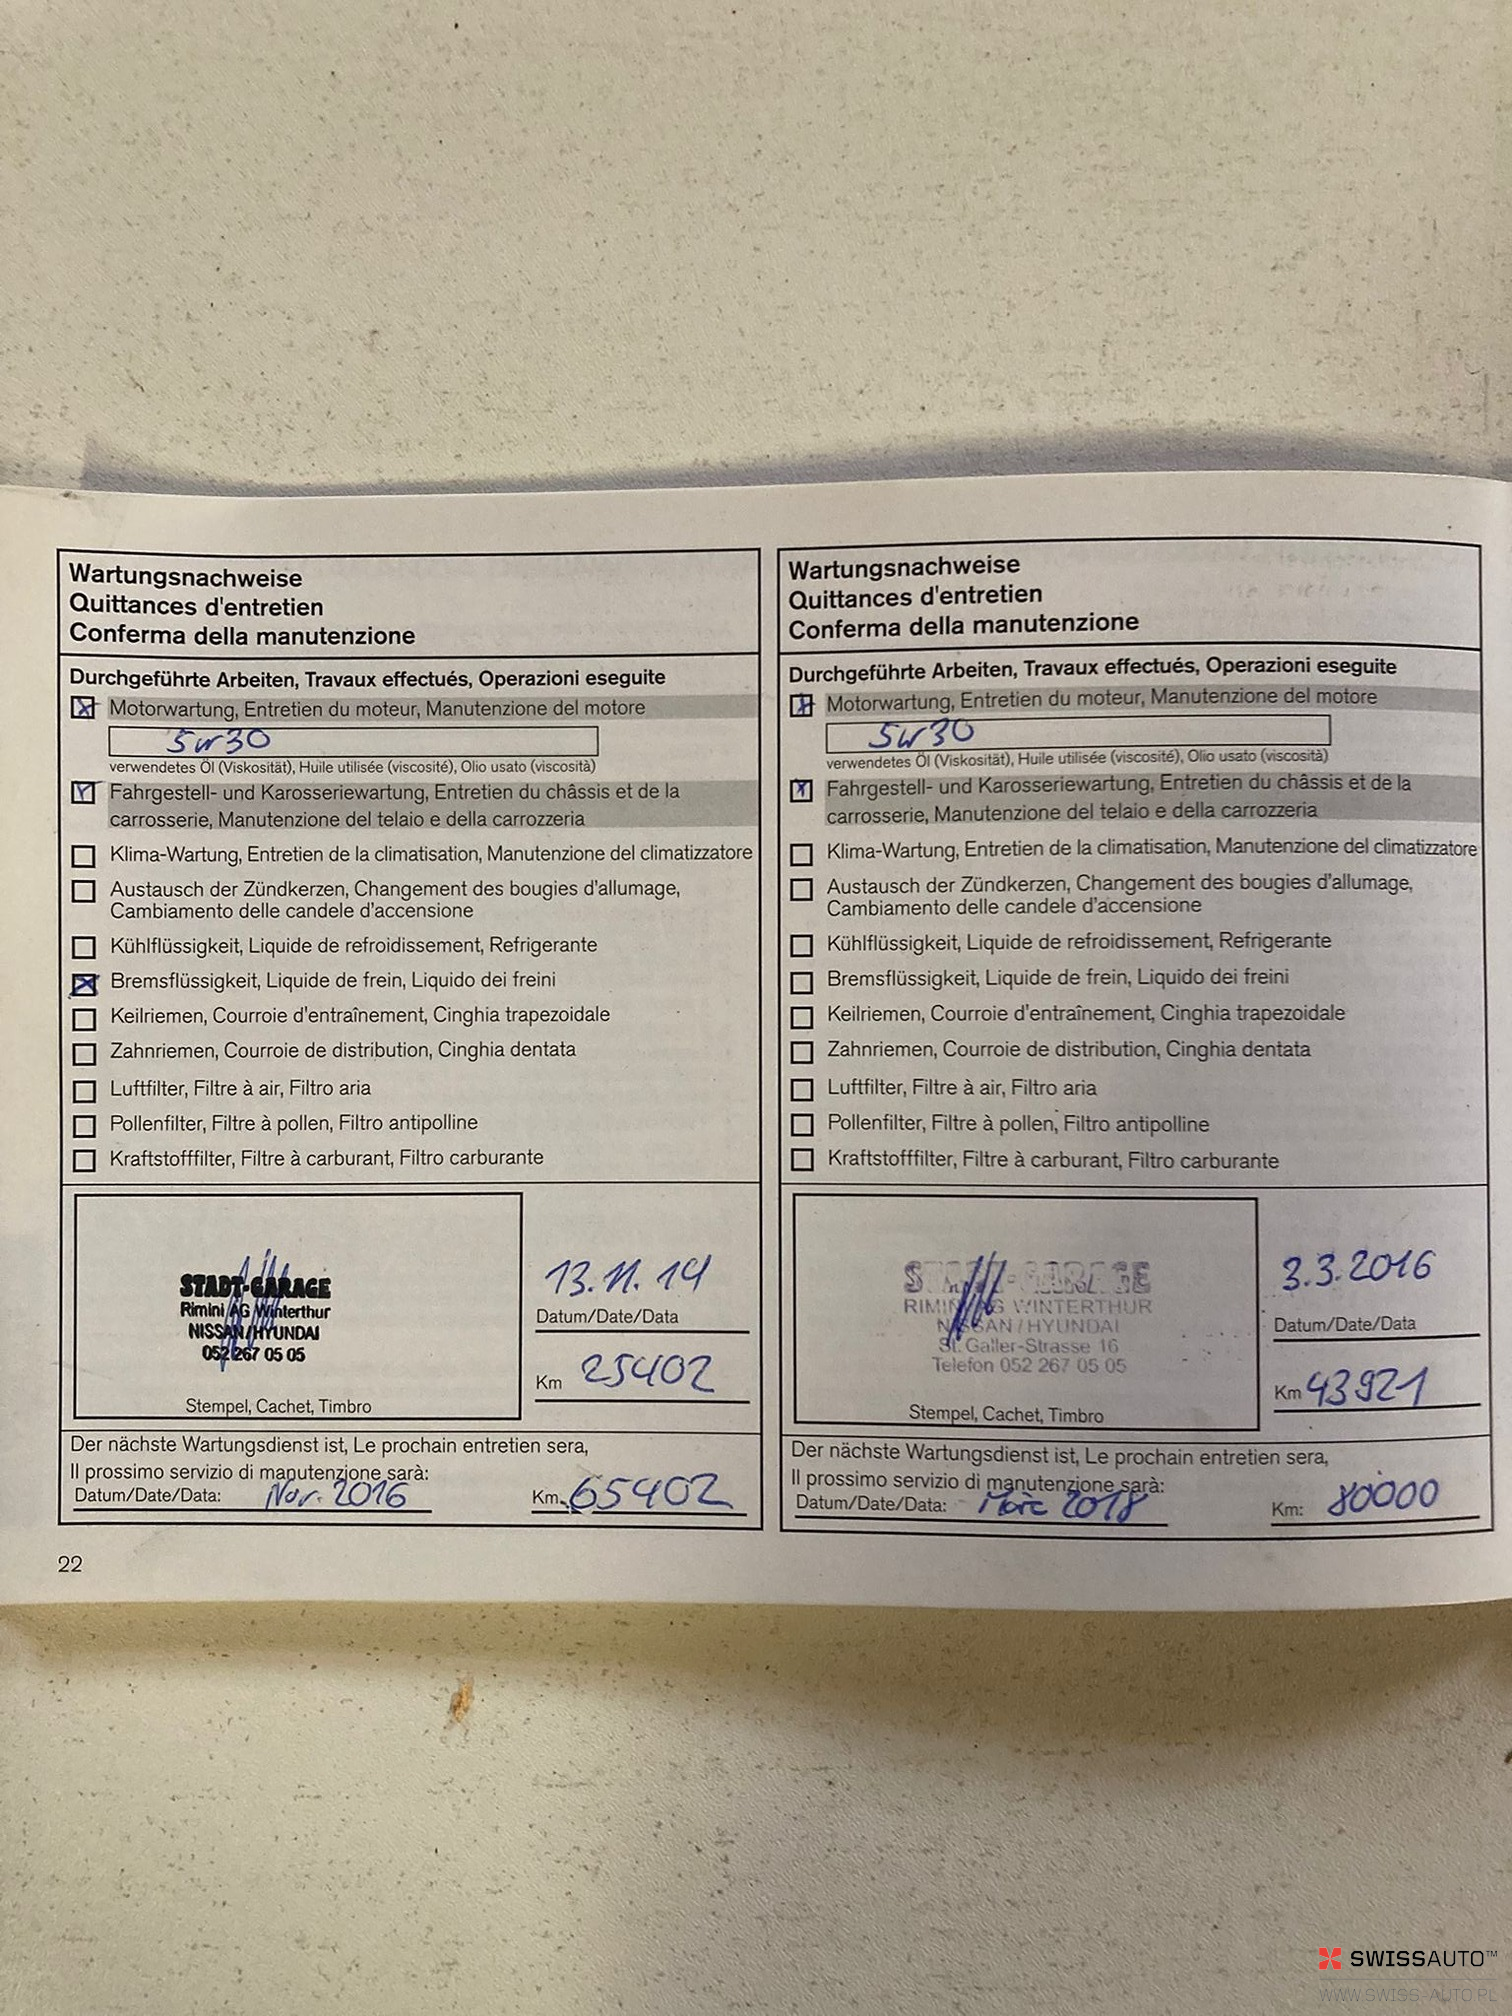 Wartungsnachweise
Quittances d'entretien
Conferma della manutenzione
Durchgeführte Arbeiten, Travaux effectués, Operazioni eseguite
Motorwartung, Entretien du moteur, Manutenzione del motore
5w30
verwendetes Öl (Viskosität), Huile utilisée (viscosité), Olio usato (viscosità)
Fahrgestell- und Karosseriewartung, Entretien du châssis et de la
carrosserie, Manutenzione del telaio e della carrozzeria
Klima-Wartung, Entretien de la climatisation, Manutenzione del climatizzatore
Austausch der Zündkerzen, Changement des bougies d'allumage,
Cambiamento delle candele d'accensione
Kühlflüssigkeit, Liquide de refroidissement, Refrigerante
Bremsflüssigkeit, Liquide de frein, Liquido dei freini
Keilriemen, Courroie d'entraînement, Cinghia trapezoidale
Zahnriemen, Courroie de distribution, Cinghia dentata
Luftfilter, Filtre à air, Filtro aria
Pollenfilter, Filtre à pollen, Filtro antipolline
Kraftstofffilter, Filtre à carburant, Filtro carburante
STADT-GARAGE
Rimini AG Winterthur
NISSAN/HYUNDAI
052 267 05 05
Stempel, Cachet, Timbro
13.11.14
Datum/Date/Data
Km 25402
Der nächste Wartungsdienst ist, Le prochain entretien sera,
Il prossimo servizio di manutenzione sarà:
Datum/Date/Data: Nov. 2016 Km. 65402
22
Wartungsnachweise
Quittances d'entretien
Conferma della manutenzione
Durchgeführte Arbeiten, Travaux effectués, Operazioni eseguite
Motorwartung, Entretien du moteur, Manutenzione del motore
5w30
verwendetes Öl (Viskosität), Huile utilisée (viscosité), Olio usato (viscosità)
Fahrgestell- und Karosseriewartung, Entretien du châssis et de la
carrosserie, Manutenzione del telaio e della carrozzeria
Klima-Wartung, Entretien de la climatisation, Manutenzione del climatizzatore
Austausch der Zündkerzen, Changement des bougies d'allumage,
Cambiamento delle candele d'accensione
Kühlflüssigkeit, Liquide de refroidissement, Refrigerante
Bremsflüssigkeit, Liquide de frein, Liquido dei freini
Keilriemen, Courroie d'entraînement, Cinghia trapezoidale
Zahnriemen, Courroie de distribution, Cinghia dentata
Luftfilter, Filtre à air, Filtro aria
Pollenfilter, Filtre à pollen, Filtro antipolline
Kraftstofffilter, Filtre à carburant, Filtro carburante
STADT-GARAGE
RIMINI AG WINTERTHUR
NISSAN/HYUNDAI
St. Galler-Strasse 16
Telefon 052 267 05 05
Stempel, Cachet, Timbro
3.3.2016
Datum/Date/Data
Km 43921
Der nächste Wartungsdienst ist, Le prochain entretien sera,
Il prossimo servizio di manutenzione sarà:
Datum/Date/Data: 2018 Km: 80000
SWISSAUTO™
WWW.SWISS-AUTO.PL